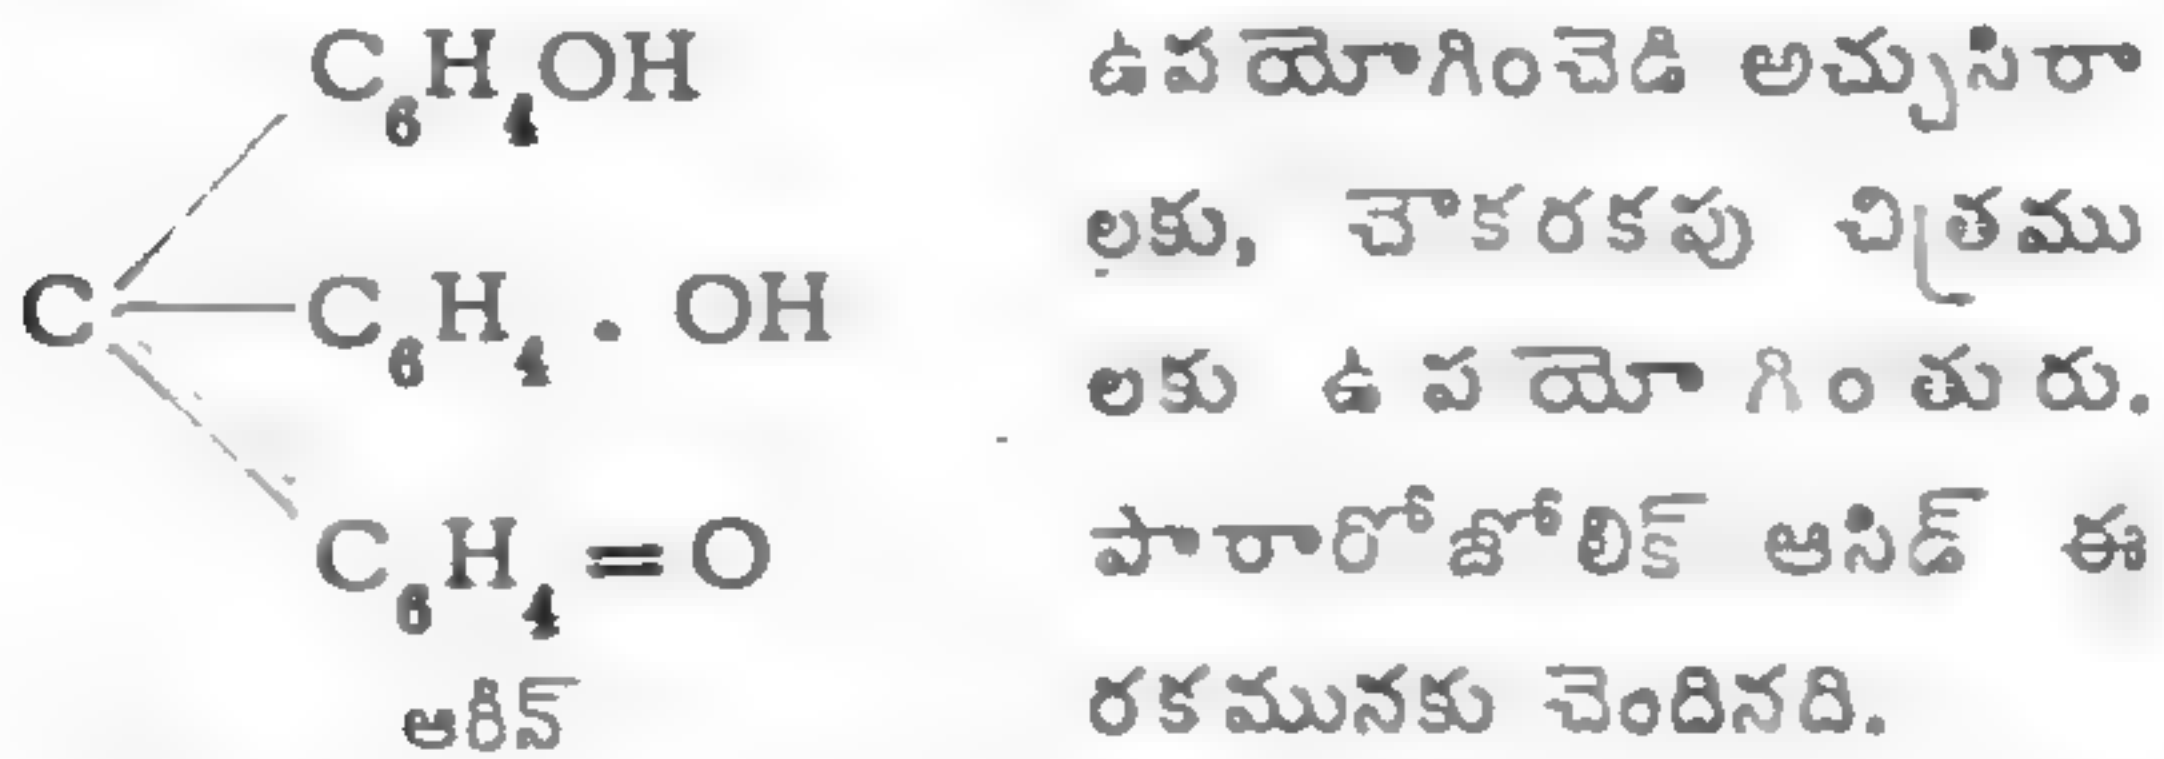 C₆H₄OH
C—C₆H₄ . OH
C₆H₄=O
ఆరీన్
ఉపయోగించెడి అచ్చుసిరా
లకు, చౌకరకపు చిత్రము
లకు ఉపయోగింతురు.
పారారోజోలిక్ ఆసిడ్ ఈ
రకమునకు చెందినది.